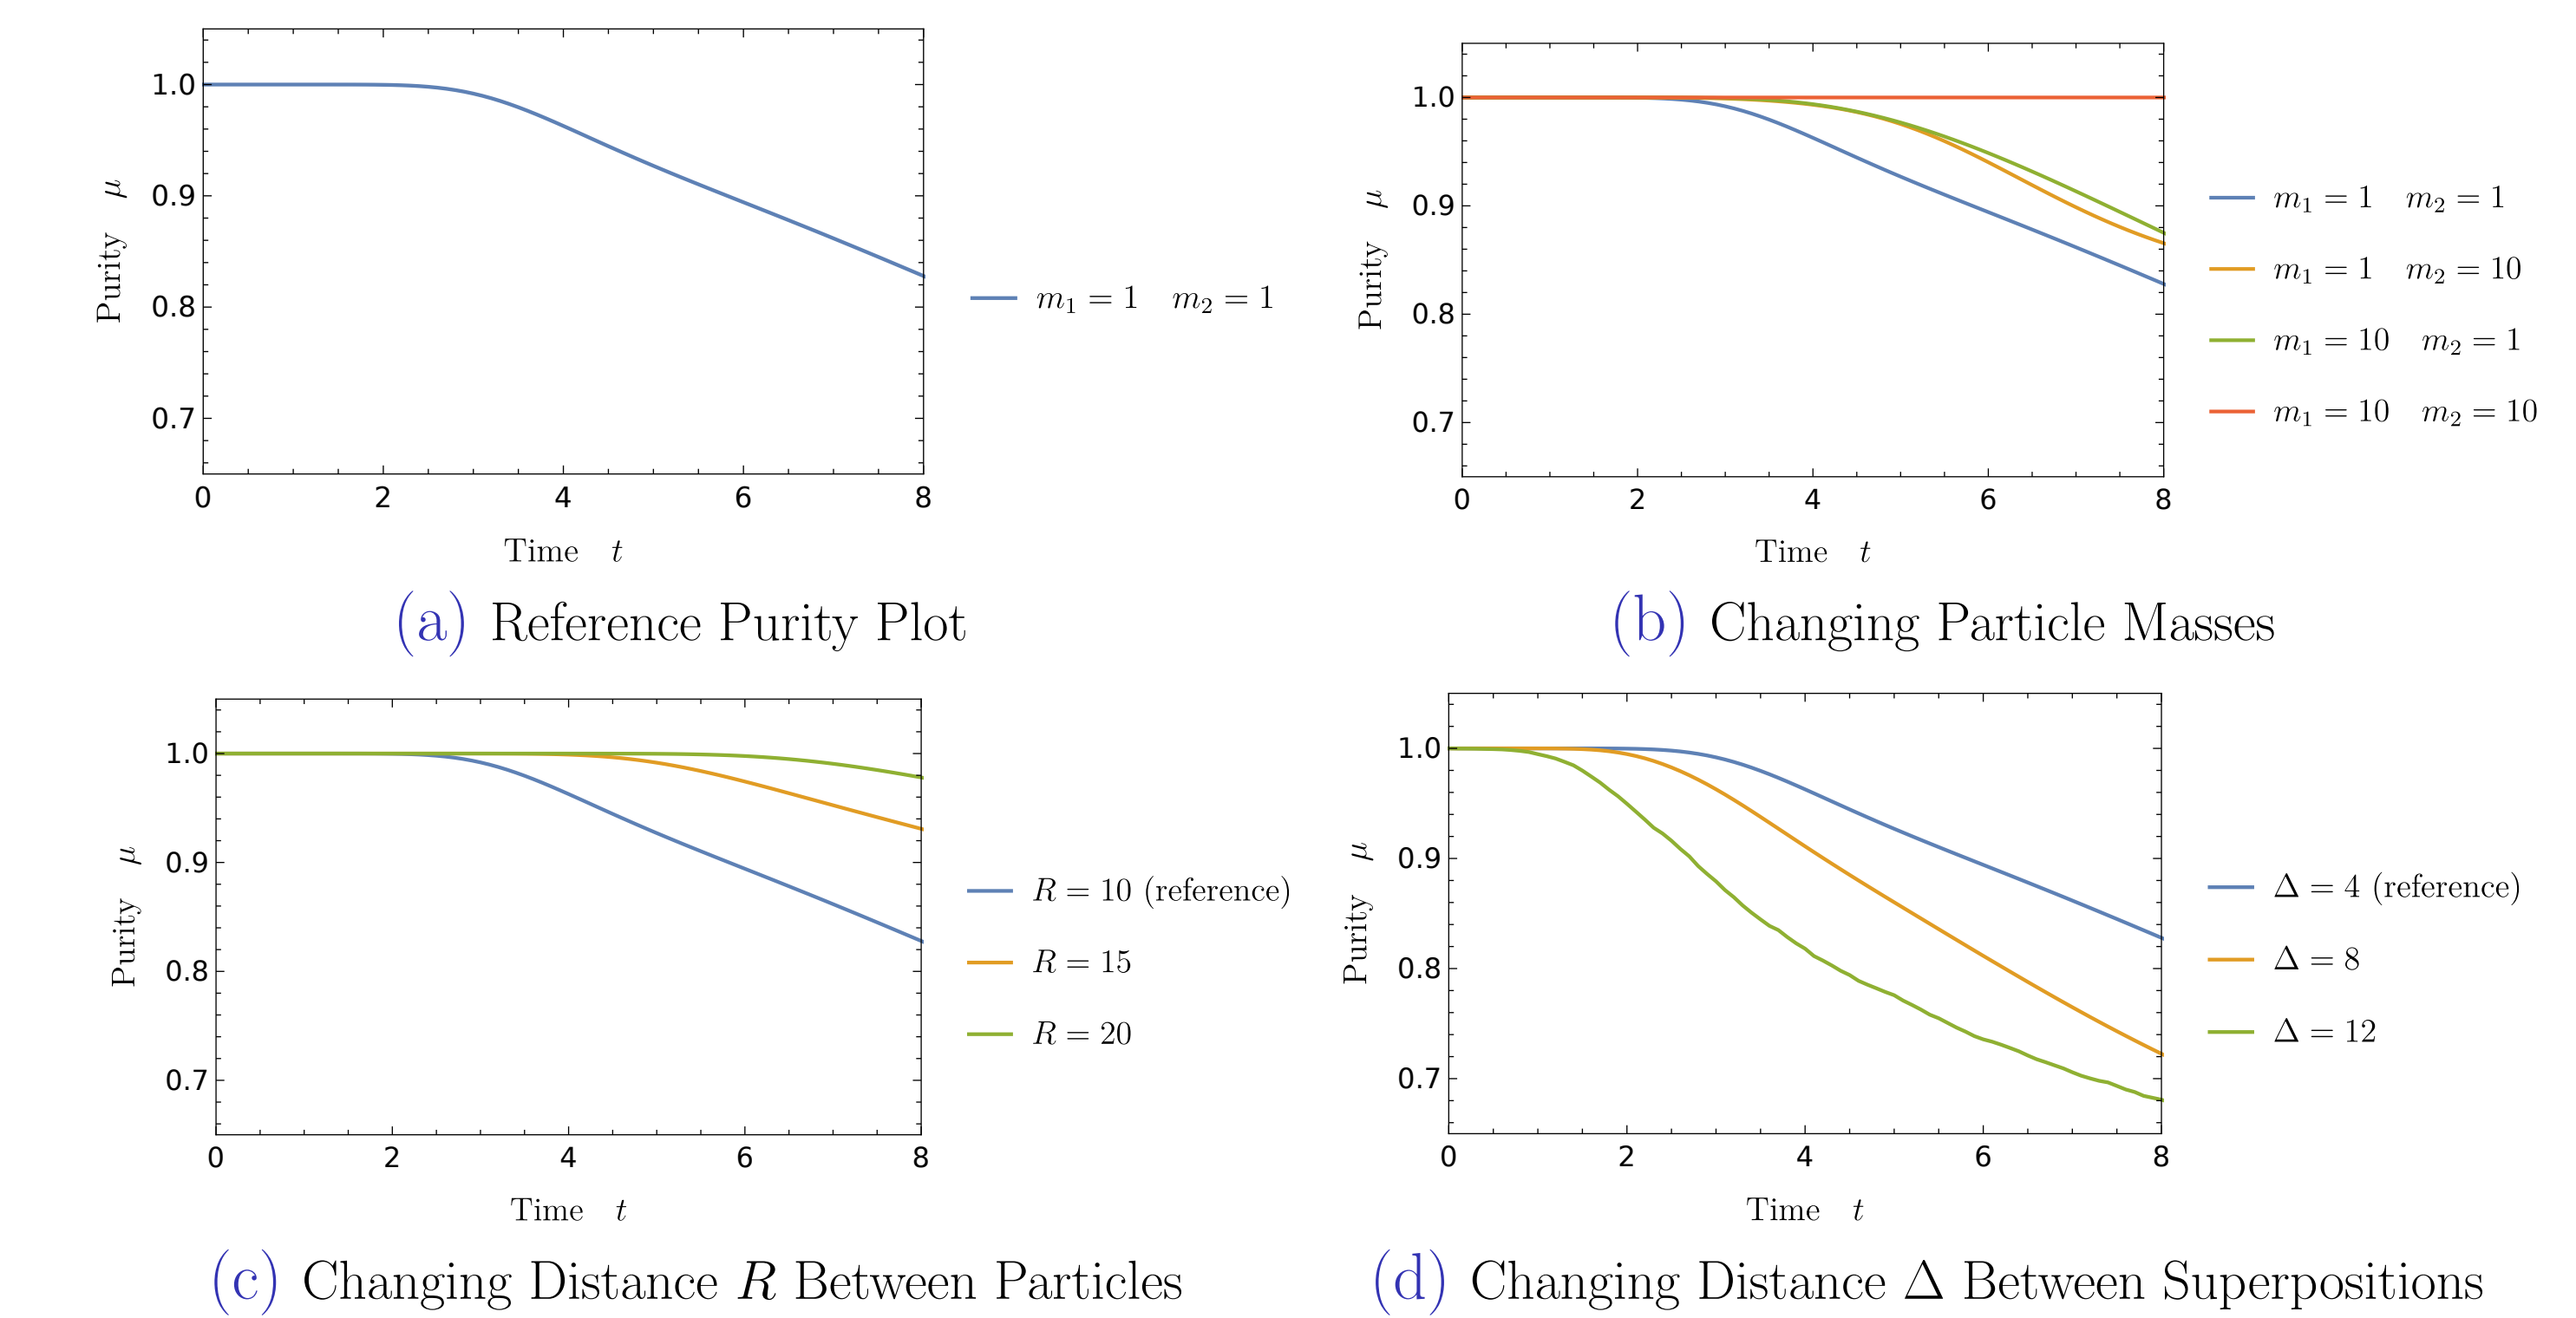 1.0
0.9
0.8
0.7
Purity μ
0 2 4 6 8
Time t
m₁ = 1 m₂ = 1
(a) Reference Purity Plot
1.0
0.9
0.8
0.7
Purity μ
0 2 4 6 8
Time t
m₁ = 1 m₂ = 1
m₁ = 1 m₂ = 10
m₁ = 10 m₂ = 1
m₁ = 10 m₂ = 10
(b) Changing Particle Masses
1.0
0.9
0.8
0.7
Purity μ
0 2 4 6 8
Time t
R = 10 (reference)
R = 15
R = 20
(c) Changing Distance R Between Particles
1.0
0.9
0.8
0.7
Purity μ
0 2 4 6 8
Time t
Δ = 4 (reference)
Δ = 8
Δ = 12
(d) Changing Distance Δ Between Superpositions